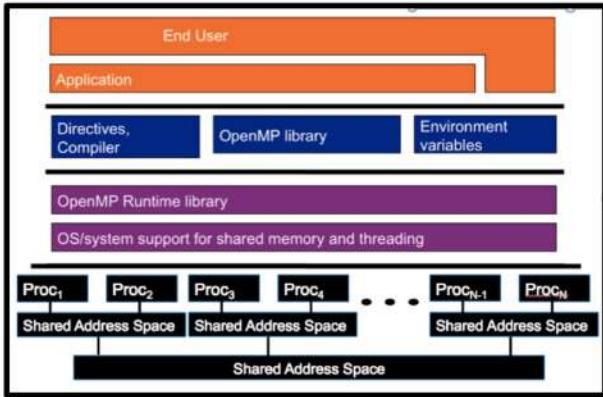 End User
Application
Directives, Compiler
OpenMP library
Environment variables
OpenMP Runtime library
OS/system support for shared memory and threading
Proc1 Proc2 Proc3 Proc4 • • • ProcN-1 ProcN
Shared Address Space Shared Address Space Shared Address Space
Shared Address Space